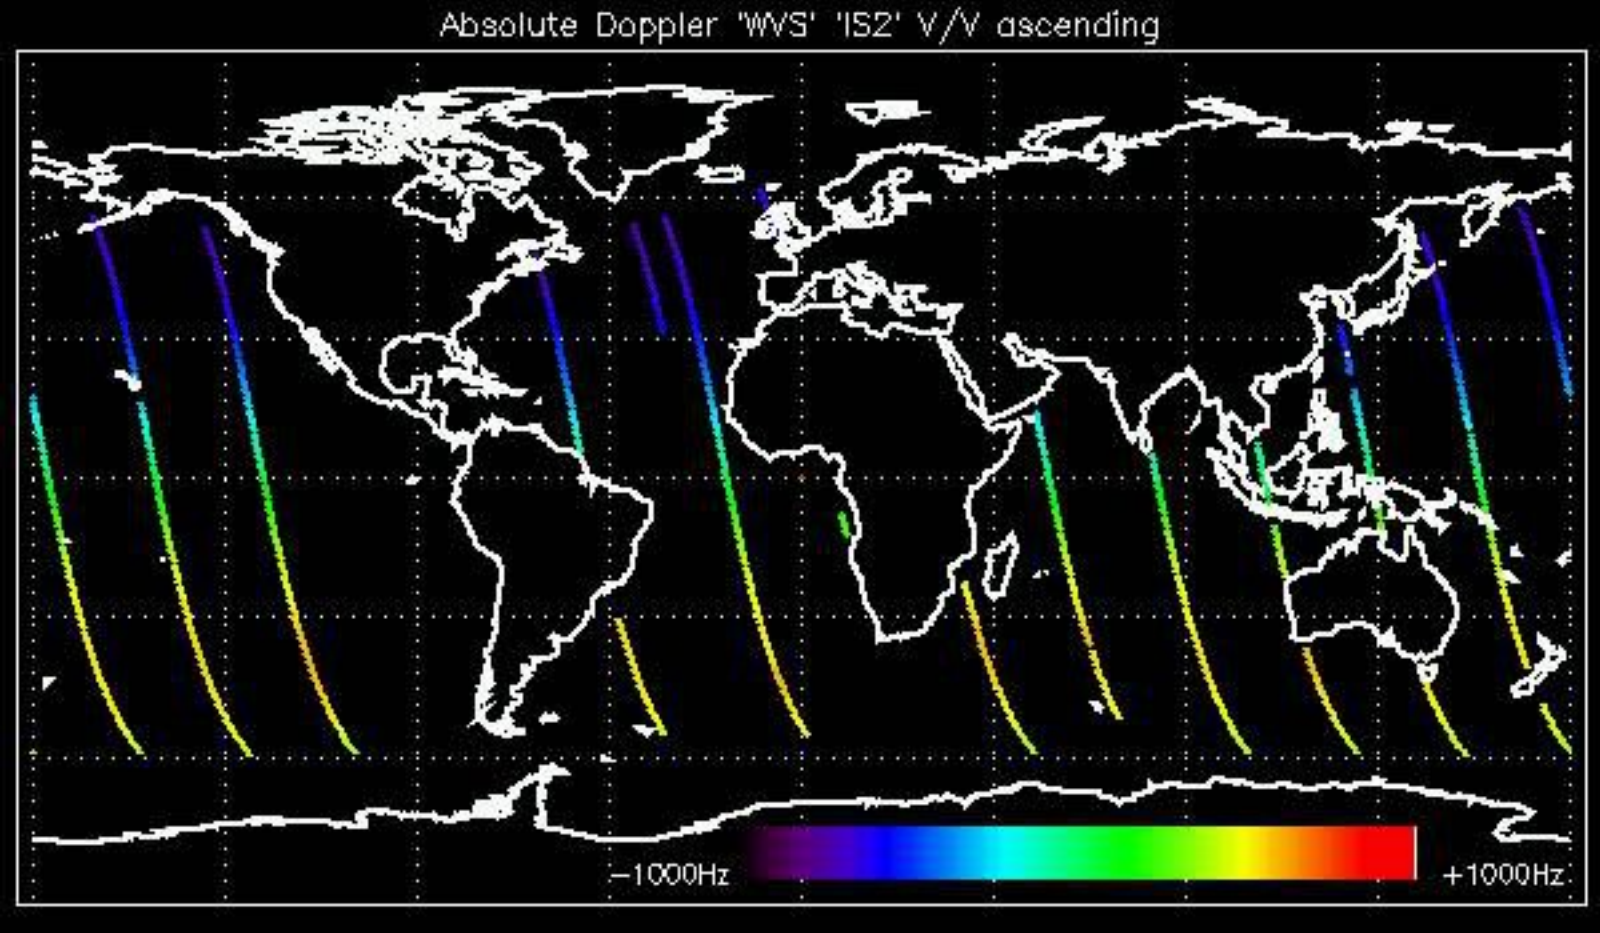 Absolute Doppler 'WVS' 'IS2' V/V ascending
−1000Hz +1000Hz